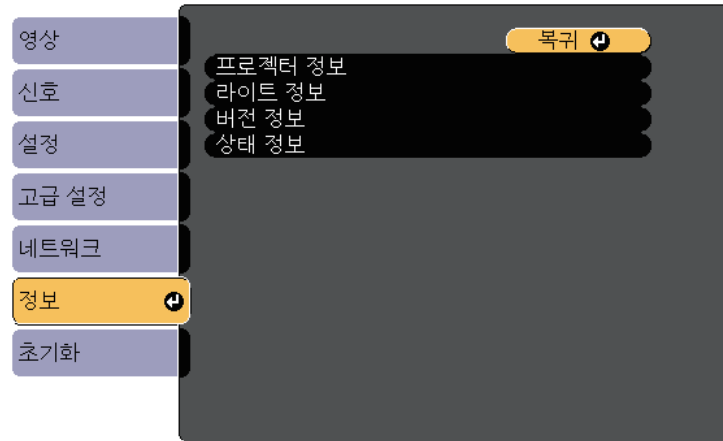 영상
신호
설정
고급 설정
네트워크
정보
초기화
복귀
프로젝터 정보
라이트 정보
버전 정보
상태 정보